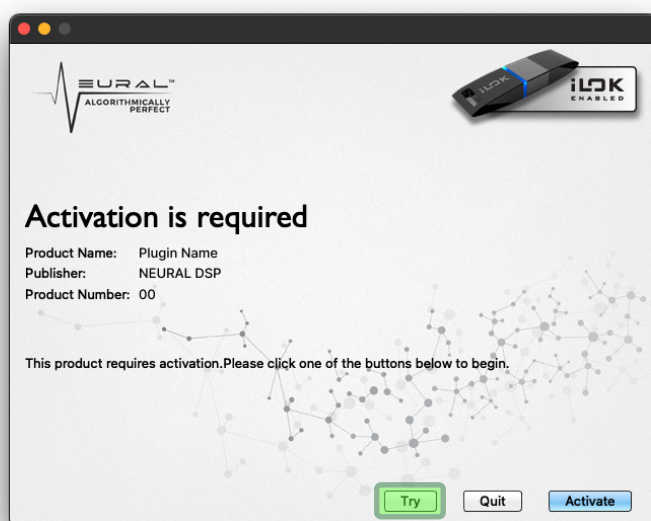 EURAL™
ALGORITHMICALLY
PERFECT
iLOK
iLOK
ENABLED
Activation is required
Product Name: Plugin Name
Publisher: NEURAL DSP
Product Number: 00
This product requires activation.Please click one of the buttons below to begin.
Try Quit Activate